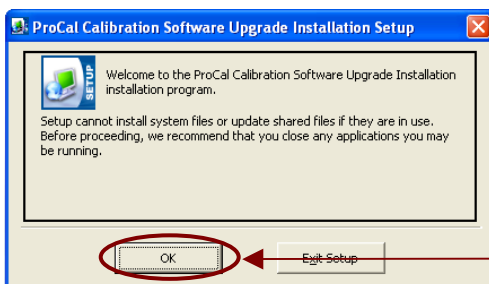 ProCal Calibration Software Upgrade Installation Setup
SETUP
Welcome to the ProCal Calibration Software Upgrade Installation
installation program.
Setup cannot install system files or update shared files if they are in use.
Before proceeding, we recommend that you close any applications you may
be running.
OK
Exit Setup